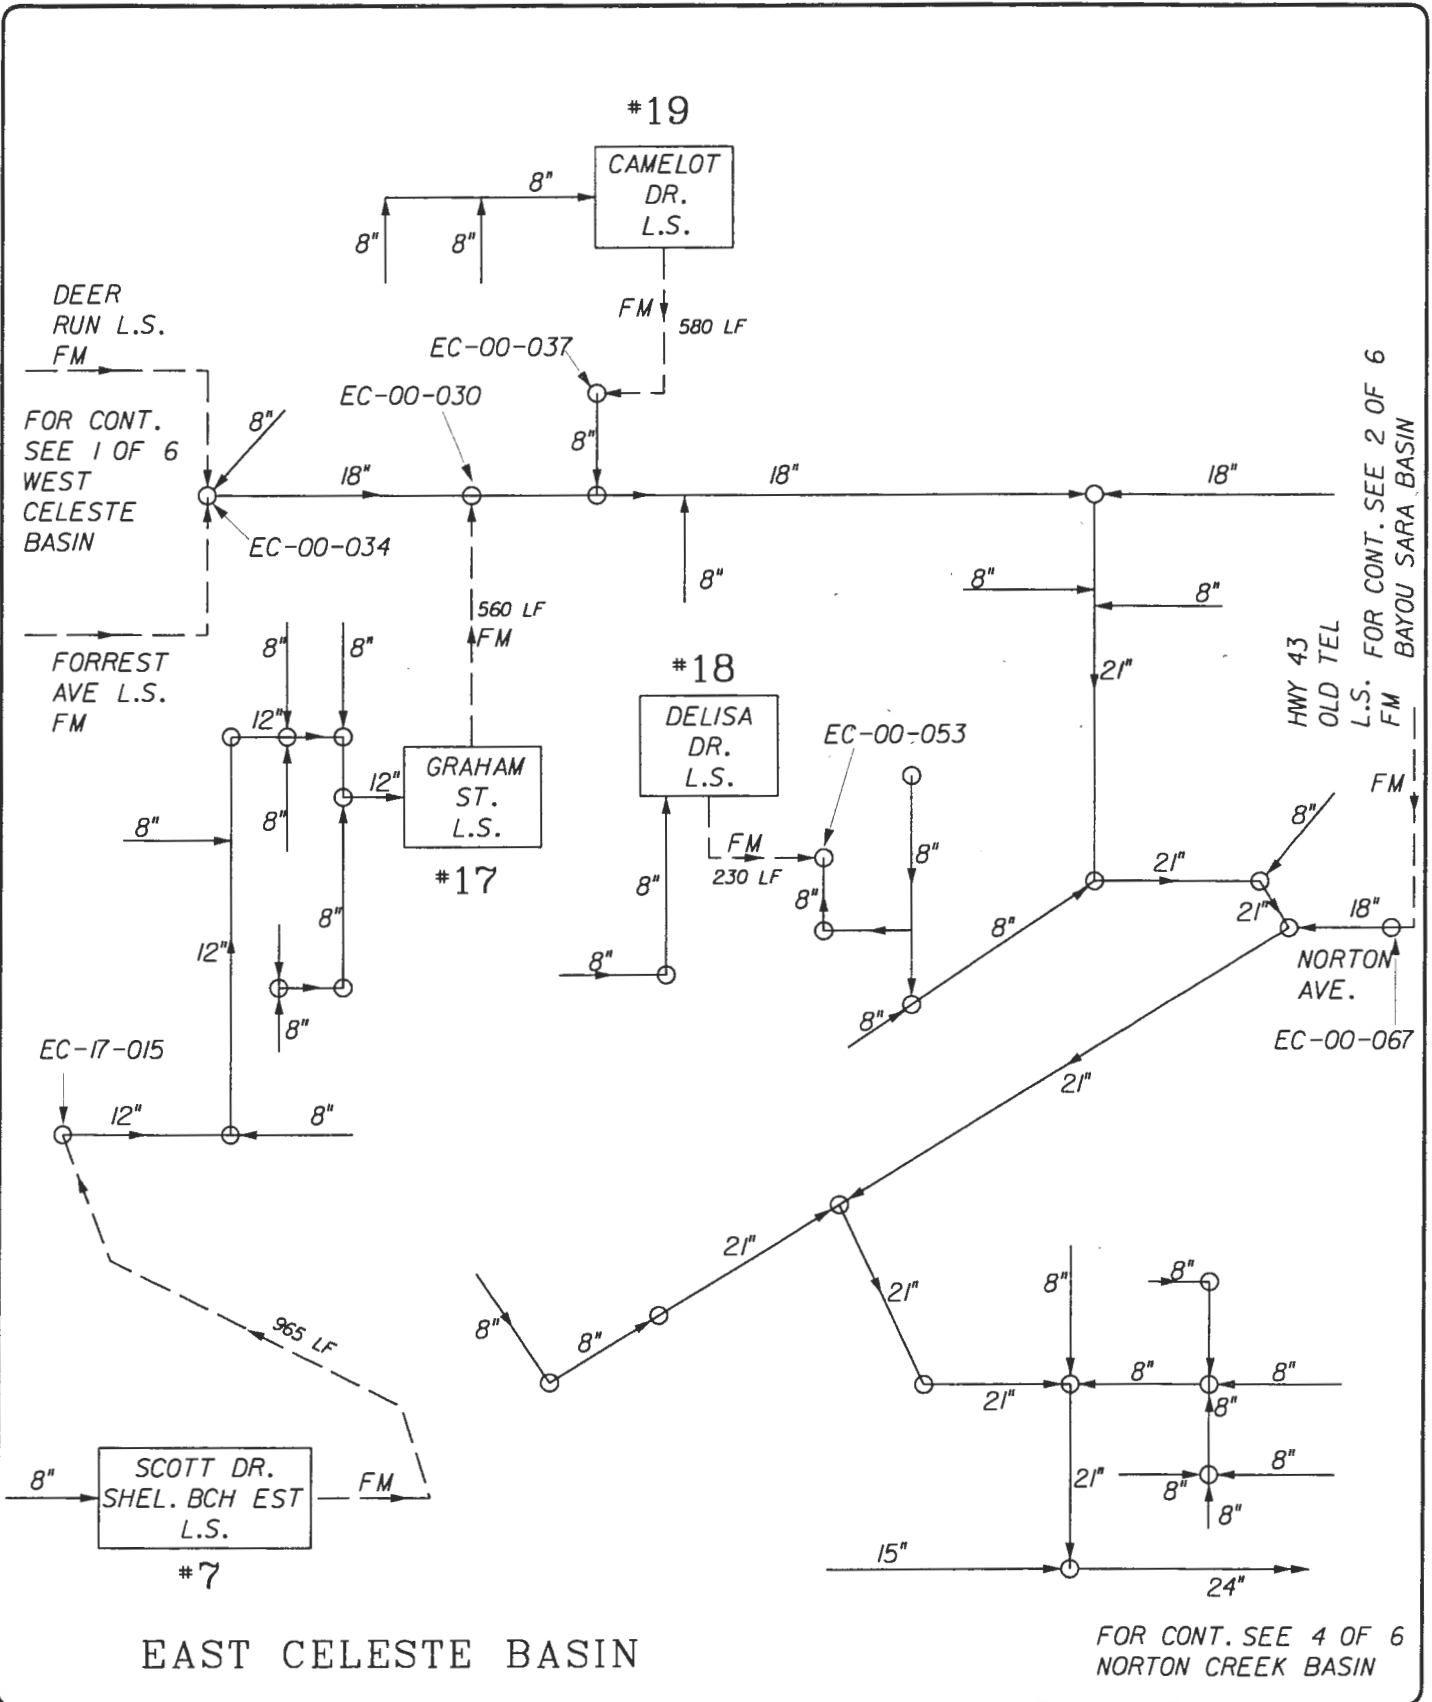 #19
CAMELOT
DR.
L.S.
8"
8"
8"
FM
580 LF
DEER
RUN L.S.
FM
EC-00-037
EC-00-030
FOR CONT.
SEE 1 OF 6
WEST
CELESTE
BASIN
8"
18"
8"
18"
18"
EC-00-034
8"
FORREST
AVE L.S.
FM
560 LF
FM
8"
8"
12"
8"
8"
12"
GRAHAM
ST.
L.S.
#17
8"
12"
8"
#18
DELISA
DR.
L.S.
FM
230 LF
EC-00-053
8"
8"
8"
8"
8"
8"
8"
8"
21"
HWY 43
OLD TEL
L.S. FOR CONT. SEE 2 OF 6
FM BAYOU SARA BASIN
FM
8"
21"
21"
18"
NORTON
AVE.
EC-00-067
EC-17-015
12"
8"
21"
965 LF
8"
SCOTT DR.
SHEL. BCH EST
L.S.
FM
#7
21"
8"
8"
21"
21"
8"
8"
8"
8"
8"
8"
8"
8"
21"
15"
24"
EAST CELESTE BASIN
FOR CONT. SEE 4 OF 6
NORTON CREEK BASIN